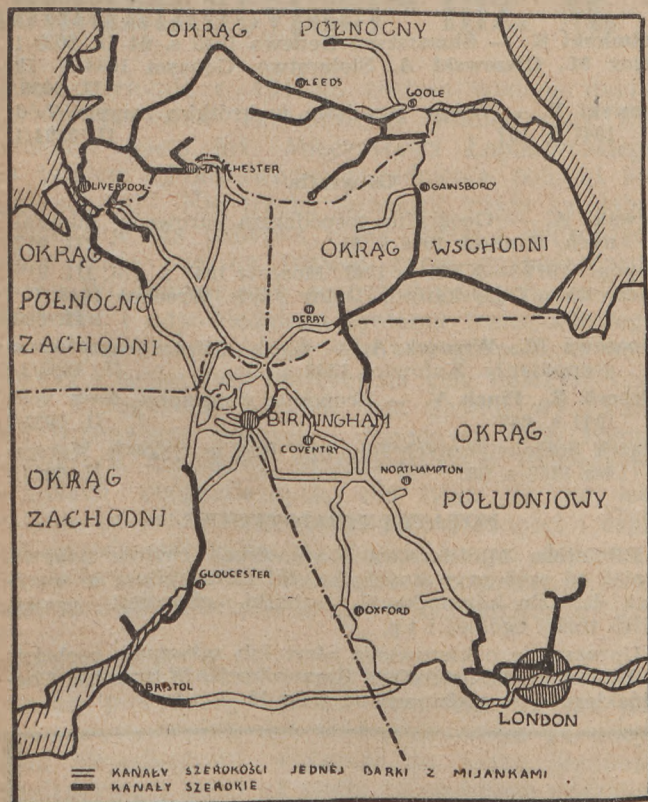 OKRĄG PÓŁNOCNY
LEEDS
GOOLE
MANCHESTER
LIVERPOOL
GAINSBORO'
OKRĄG WSCHODNI
OKRĄG
PÓŁNOCNO
ZACHODNI
DERBY
BIRMINGHAM
COVENTRY
OKRĄG
POŁUDNIOWY
NORTHAMPTON
OKRĄG
ZACHODNI
GLOUCESTER
OXFORD
BRISTOL
LONDON
KANAŁY SZEROKOŚCI JEDNEJ BARKI Z MIJANKAMI
KANAŁY SZEROKIE